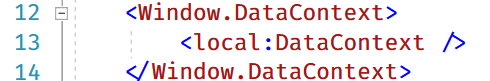 12 <Window.DataContext>
13 <local:DataContext />
14 </Window.DataContext>